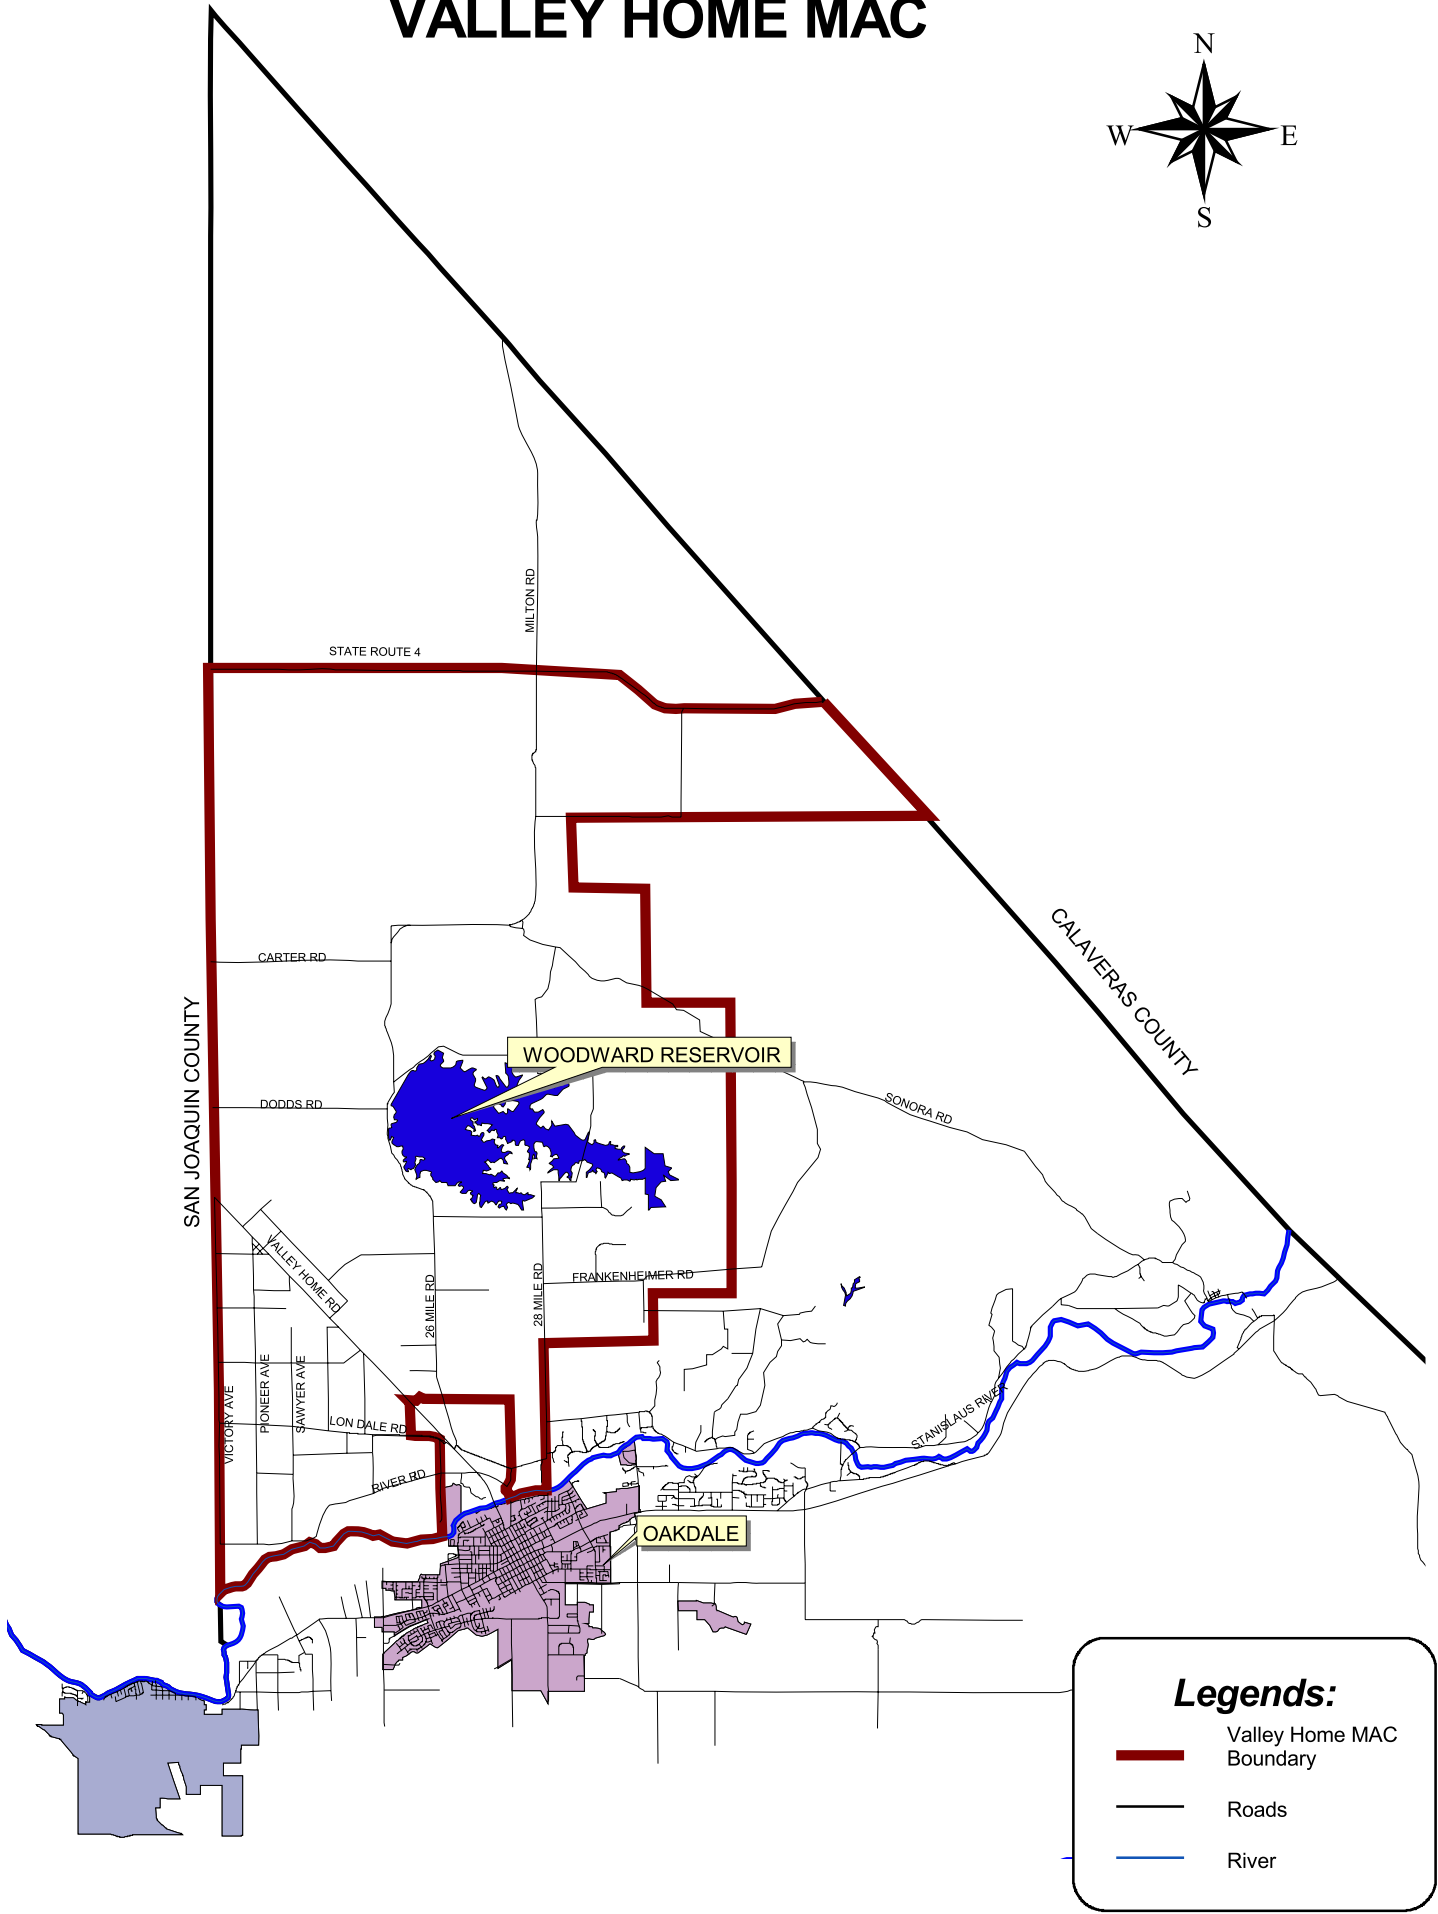 VALLEY HOME MAC
N
W
E
S
MILTON RD
STATE ROUTE 4
CALAVERAS COUNTY
CARTER RD
SAN JOAQUIN COUNTY
WOODWARD RESERVOIR
DODDS RD
SONORA RD
VALLEY HOME RD
26 MILE RD
28 MILE RD
FRANKENHEIMER RD
VICTORY AVE
PIONEER AVE
SAWYER AVE
LON DALE RD
STANISLAUS RIVER
RIVER RD
OAKDALE
Legends:
Valley Home MAC
Boundary
Roads
River